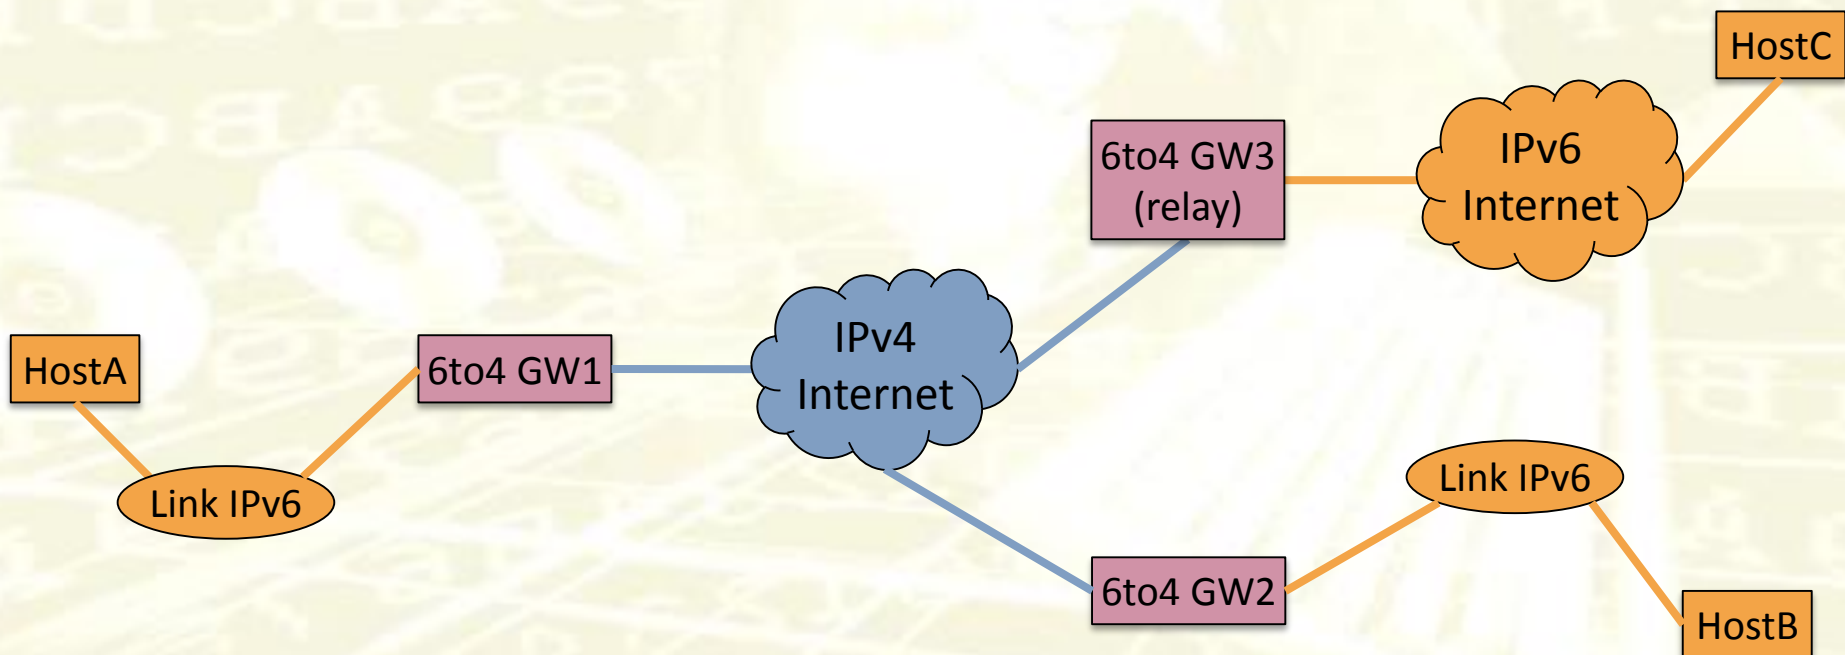 HostC
6to4 GW3
(relay)
IPv6
Internet
HostA
6to4 GW1
IPv4
Internet
Link IPv6
Link IPv6
6to4 GW2
HostB